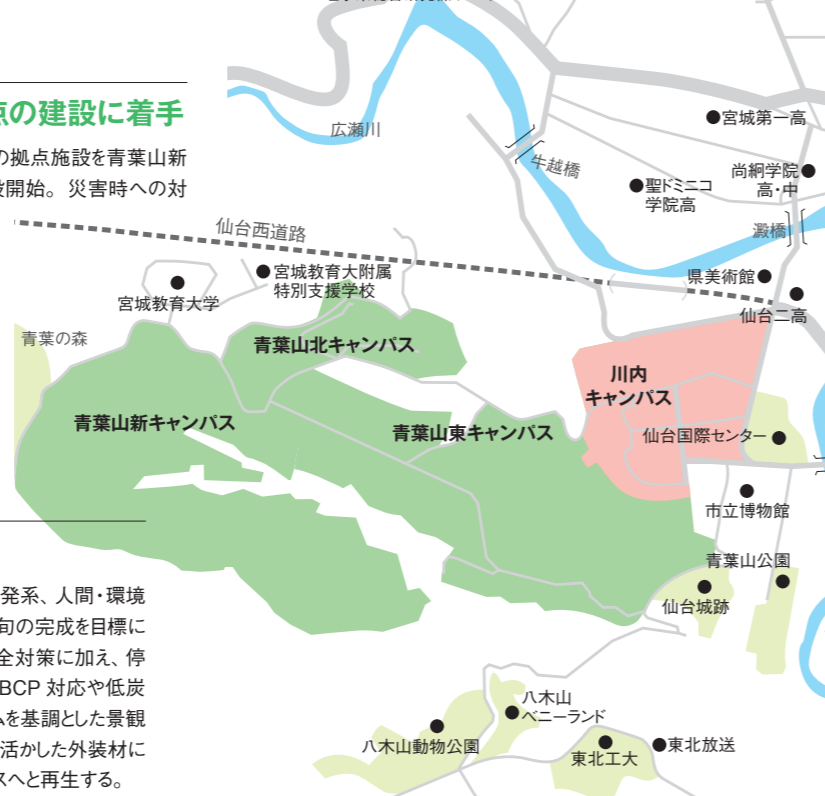 点の建設に着手
の拠点施設を青葉山新
設開始。災害時への対
広瀬川
牛越橋
宮城第一高
尚絅学院
高・中
聖ドミニコ
学院高
澱橋
仙台西道路
県美術館
仙台二高
宮城教育大附属
特別支援学校
宮城教育大学
青葉の森
青葉山北キャンパス
川内
キャンパス
青葉山新キャンパス
青葉山東キャンパス
仙台国際センター
市立博物館
青葉山公園
仙台城跡
発系、人間・環境
旬の完成を目標に
全対策に加え、停
BCP 対応や低炭
ムを基調とした景観
活かした外装材に
スへと再生する。
八木山
ベニーランド
八木山動物公園
東北工大
東北放送